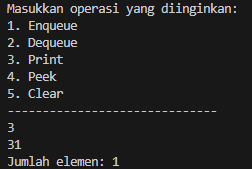 Masukkan operasi yang diinginkan:
1. Enqueue
2. Dequeue
3. Print
4. Peek
5. Clear
------------------------------
3
31
Jumlah elemen: 1